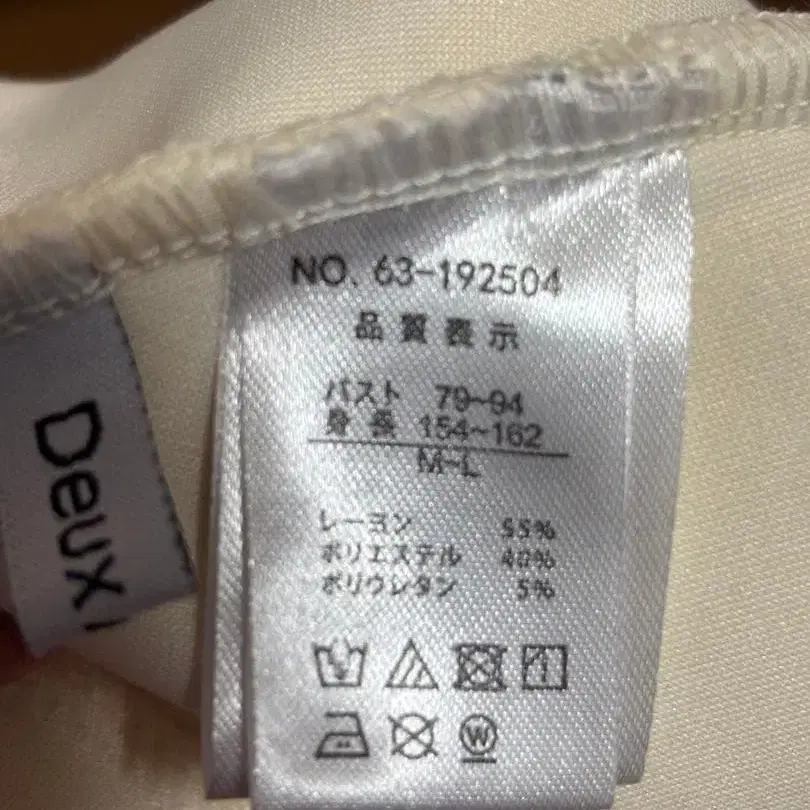 NO. 63-192504
品質表示
バスト 79-94
身長 154~162
M~L
レーヨン 55%
ポリエステル 40%
ポリウレタン 5%
W
Deux